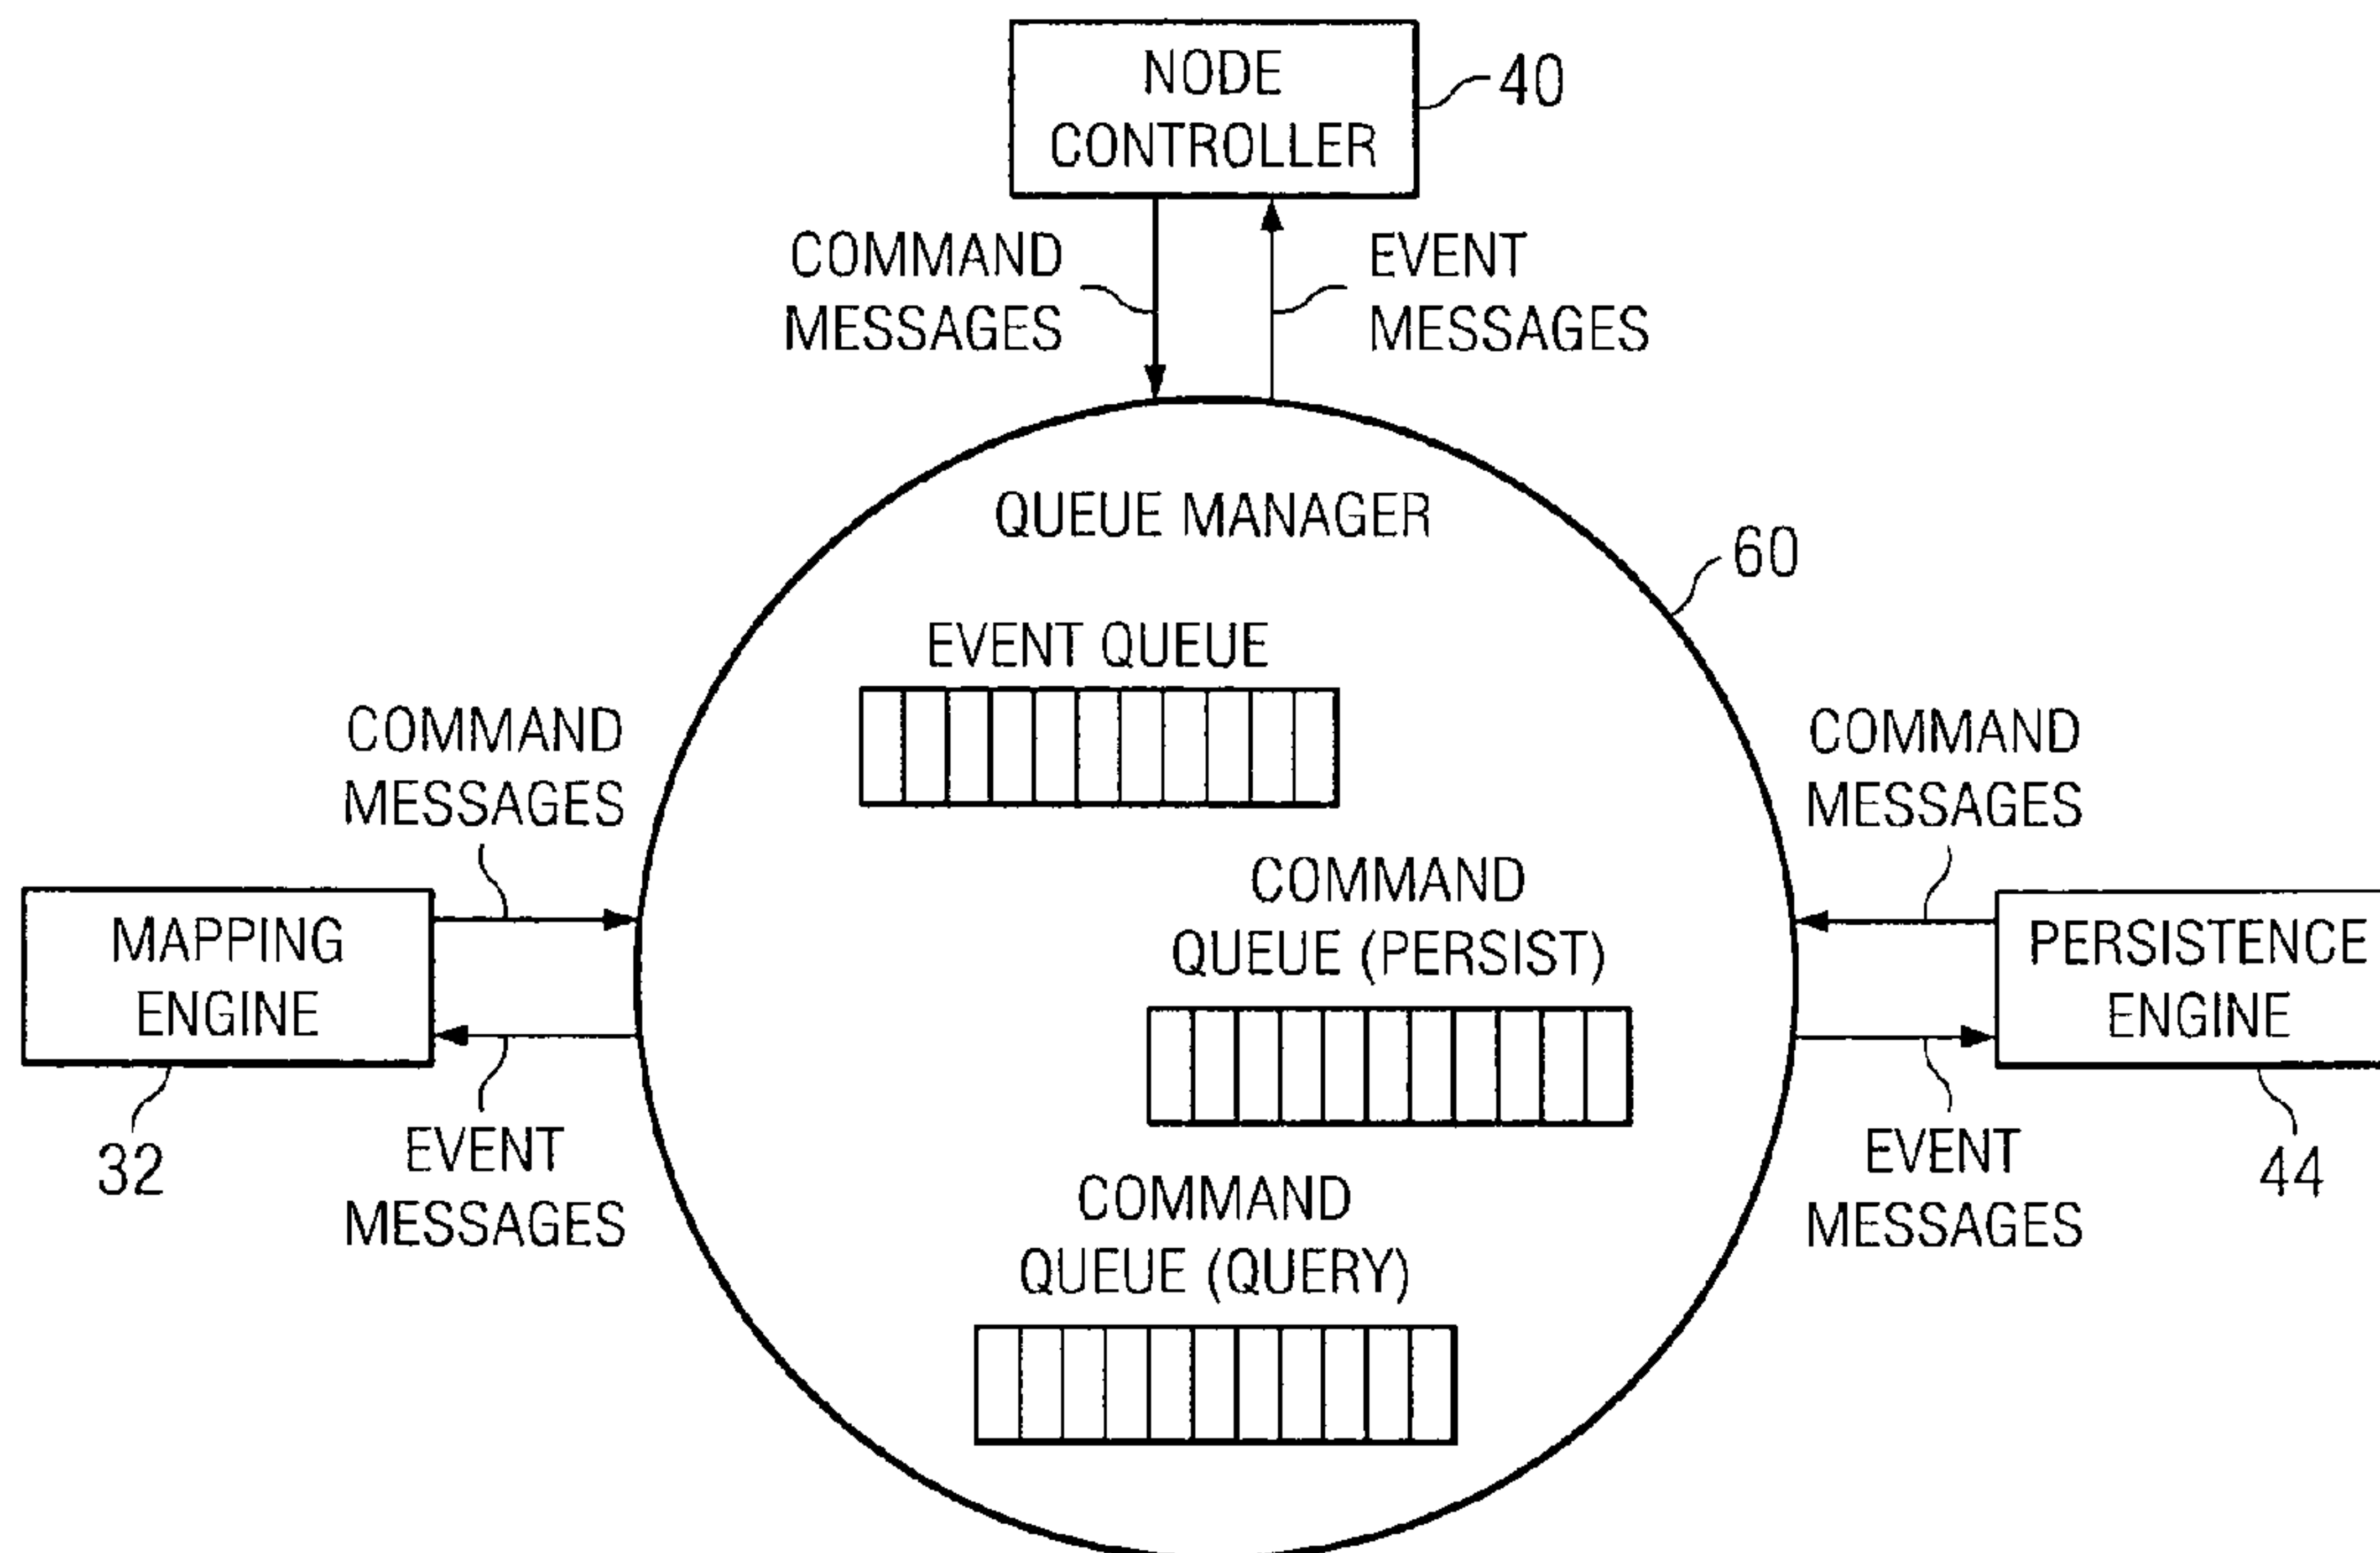 NODE
CONTROLLER
40
COMMAND
MESSAGES
EVENT
MESSAGES
QUEUE MANAGER
60
EVENT QUEUE
COMMAND
MESSAGES
COMMAND
MESSAGES
COMMAND
QUEUE (PERSIST)
MAPPING
ENGINE
PERSISTENCE
ENGINE
32
EVENT
MESSAGES
EVENT
MESSAGES
44
COMMAND
QUEUE (QUERY)